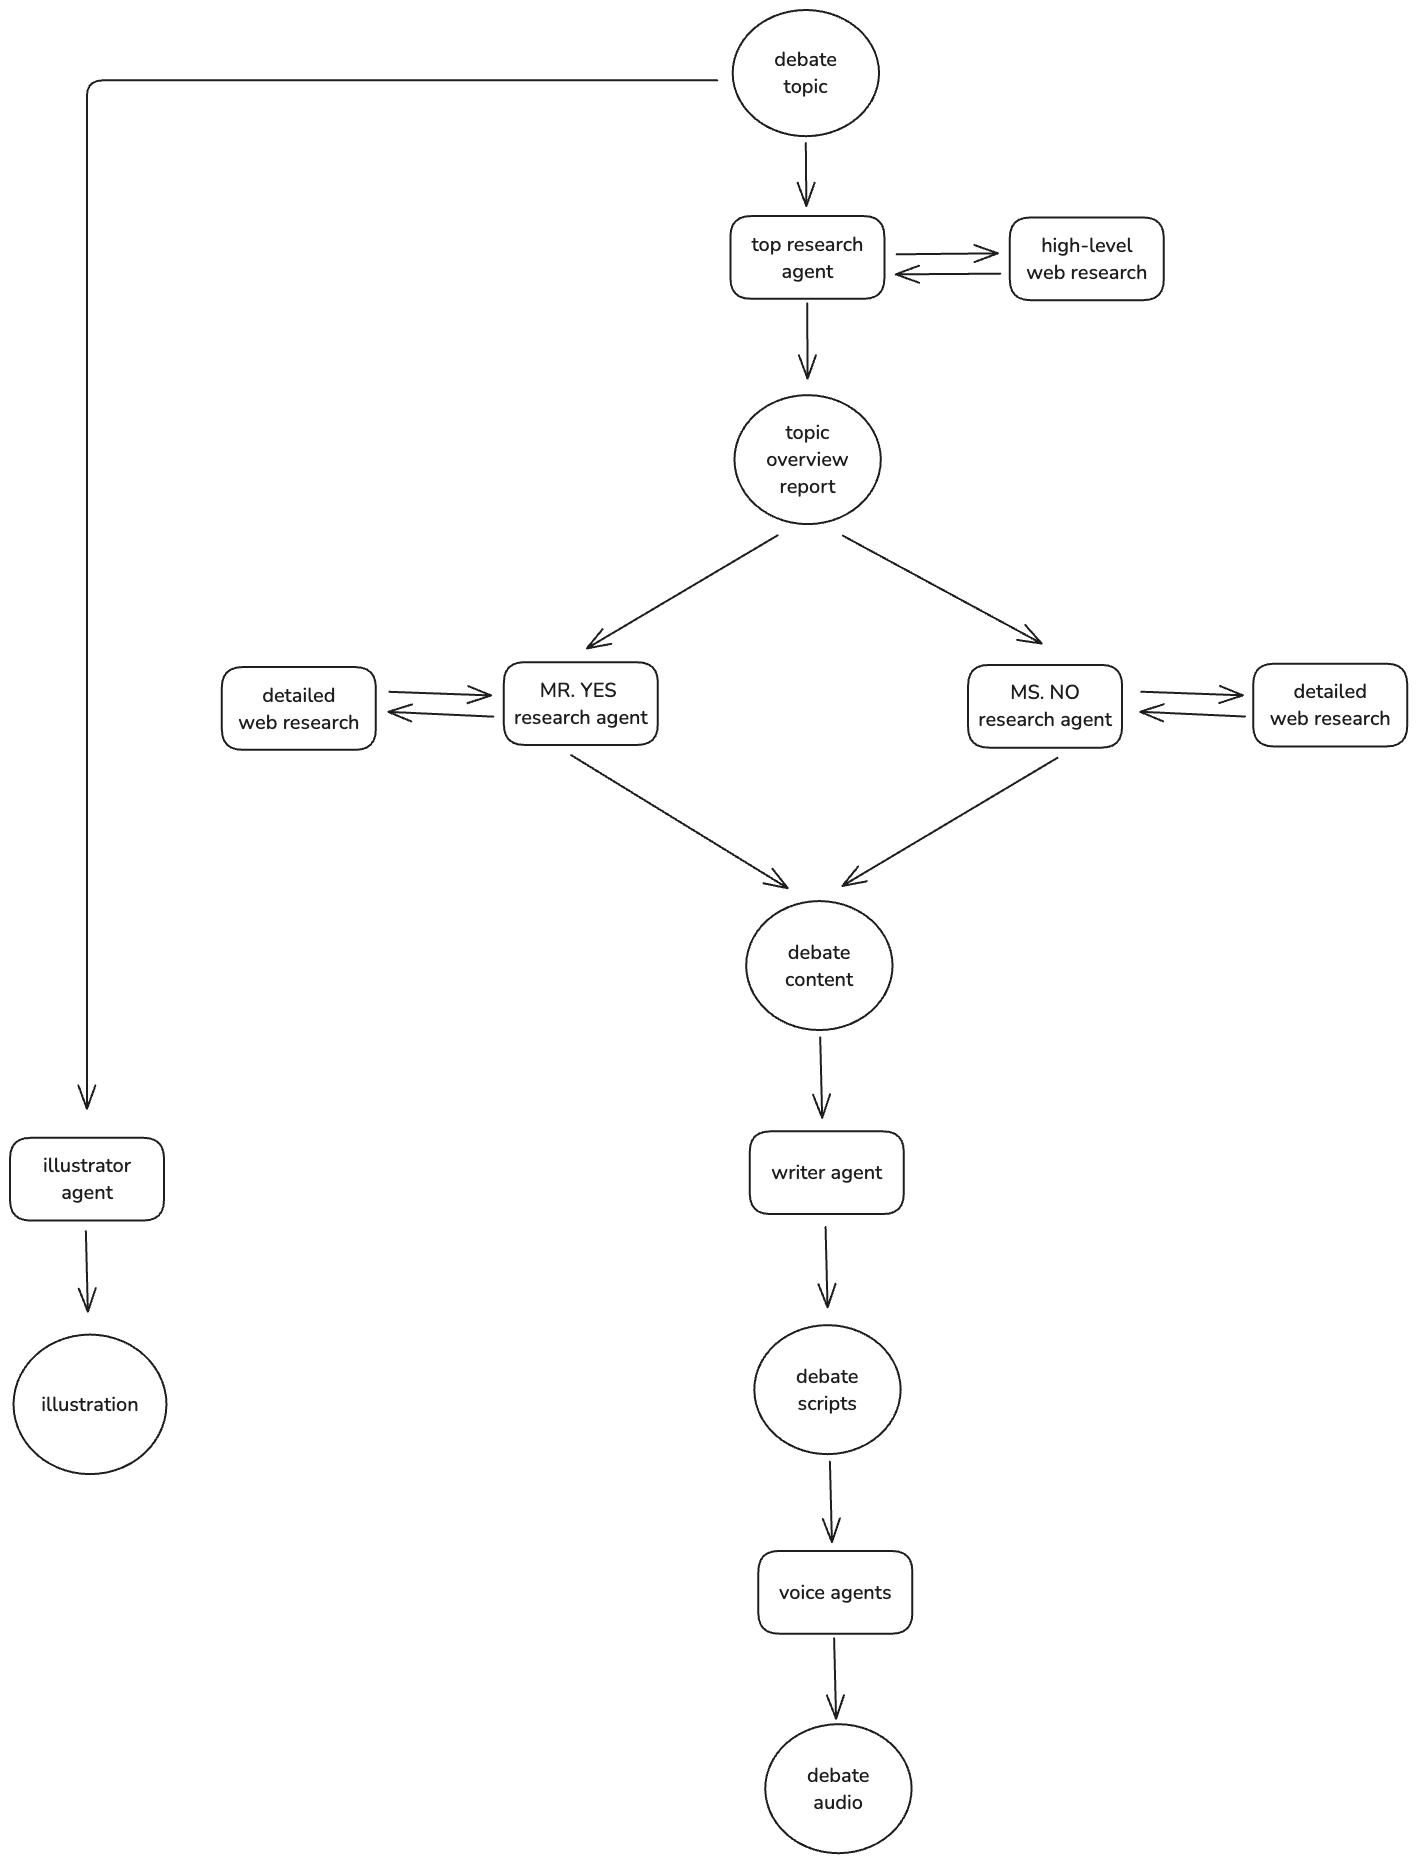 debate
topic
top research
agent
high-level
web research
topic
overview
report
detailed
web research
MR. YES
research agent
MS. NO
research agent
detailed
web research
debate
content
illustrator
agent
writer agent
illustration
debate
scripts
voice agents
debate
audio